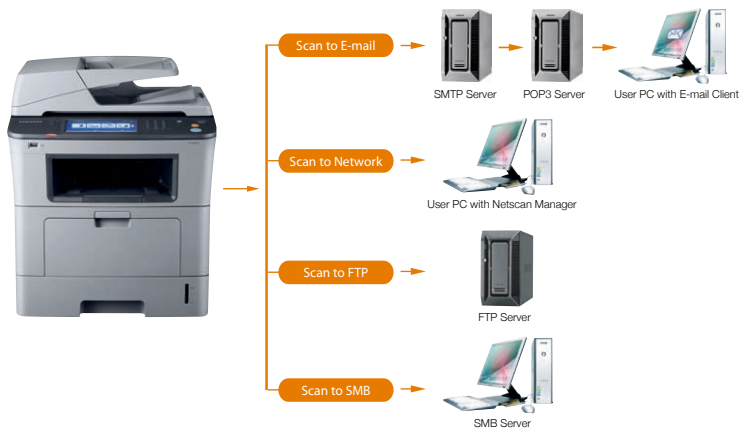 Scan to E-mail
SMTP Server
POP3 Server
User PC with E-mail Client
Scan to Network
User PC with Netscan Manager
Scan to FTP
FTP Server
Scan to SMB
SMB Server